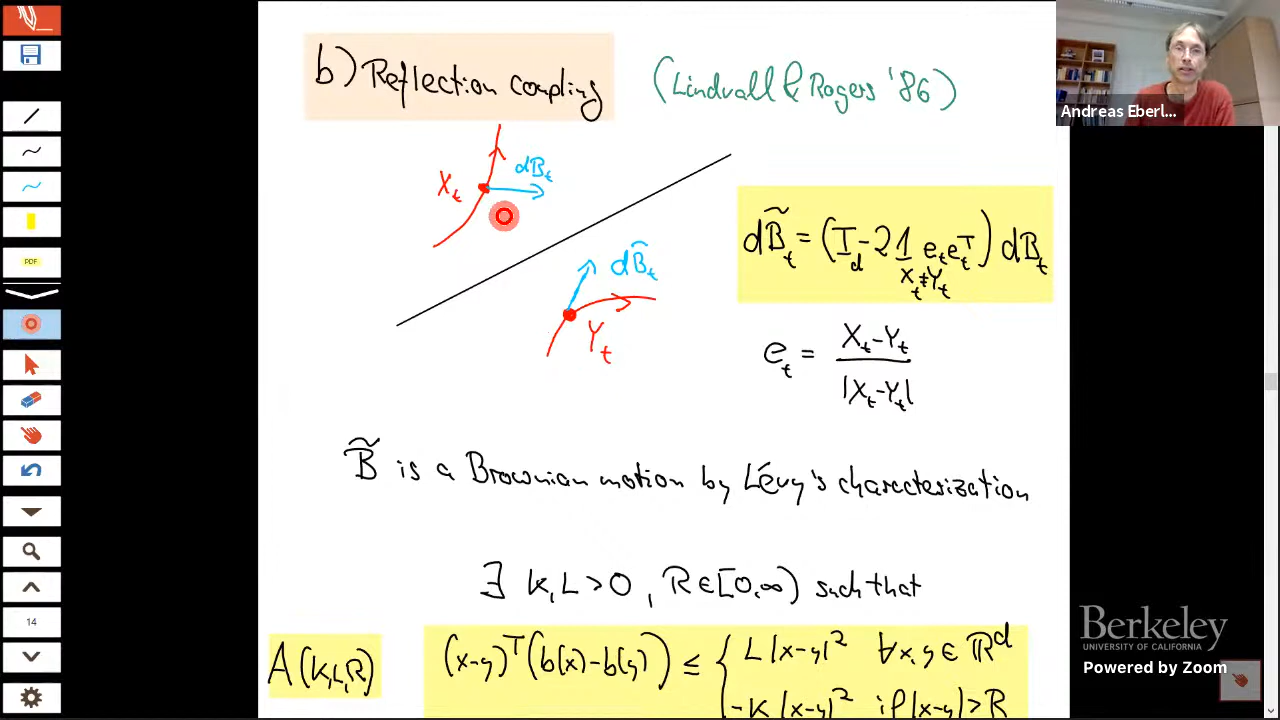 b) Reflection coupling (Lindvall & Rogers '86)
Andreas Eberl...
X_t dB_t
dB̃_t = (I_d - 2 1_{X_t≠Y_t} e_t e_t^T) dB_t
dB̃_t
Y_t
e_t = (X_t - Y_t) / |X_t - Y_t|
B̃ is a Brownian motion by Lévy's characterization
∃ K, L > 0, R ∈ [0,∞) such that
A(K,L,R) (x-y)^T (b(x) - b(y)) ≤ { L |x-y|² ∀ x, y ∈ ℝ^d
-K |x-y|² if |x-y| > R
PDF
14
Berkeley
UNIVERSITY OF CALIFORNIA
Powered by Zoom